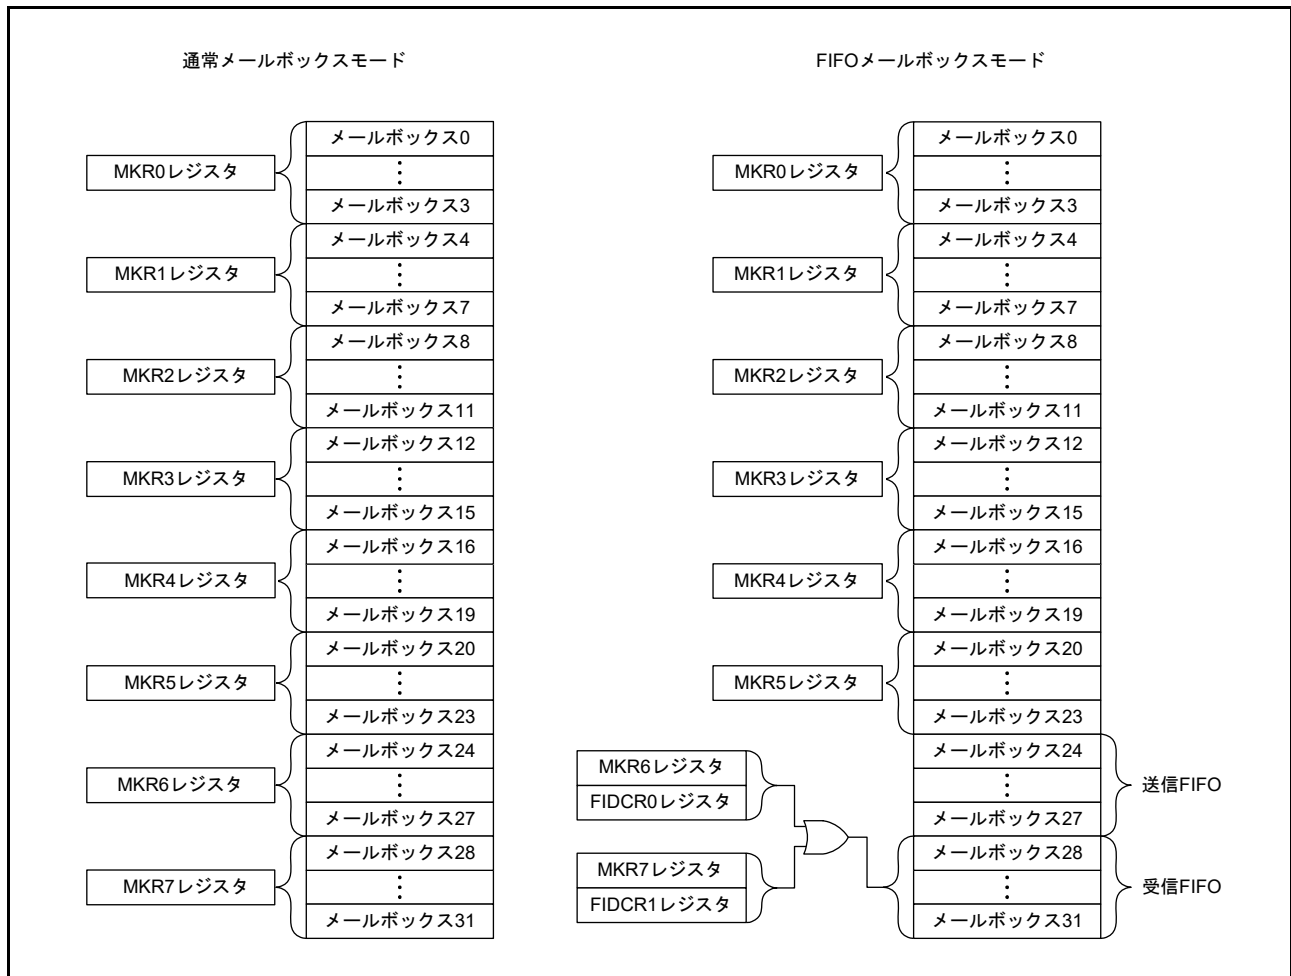 通常メールボックスモード
MKR0レジスタ
メールボックス0
⋮
メールボックス3
MKR1レジスタ
メールボックス4
⋮
メールボックス7
MKR2レジスタ
メールボックス8
⋮
メールボックス11
MKR3レジスタ
メールボックス12
⋮
メールボックス15
MKR4レジスタ
メールボックス16
⋮
メールボックス19
MKR5レジスタ
メールボックス20
⋮
メールボックス23
MKR6レジスタ
メールボックス24
⋮
メールボックス27
MKR7レジスタ
メールボックス28
⋮
メールボックス31
FIFOメールボックスモード
MKR0レジスタ
メールボックス0
⋮
メールボックス3
MKR1レジスタ
メールボックス4
⋮
メールボックス7
MKR2レジスタ
メールボックス8
⋮
メールボックス11
MKR3レジスタ
メールボックス12
⋮
メールボックス15
MKR4レジスタ
メールボックス16
⋮
メールボックス19
MKR5レジスタ
メールボックス20
⋮
メールボックス23
MKR6レジスタ
FIDCR0レジスタ
メールボックス24
⋮
メールボックス27
送信FIFO
MKR7レジスタ
FIDCR1レジスタ
メールボックス28
⋮
メールボックス31
受信FIFO